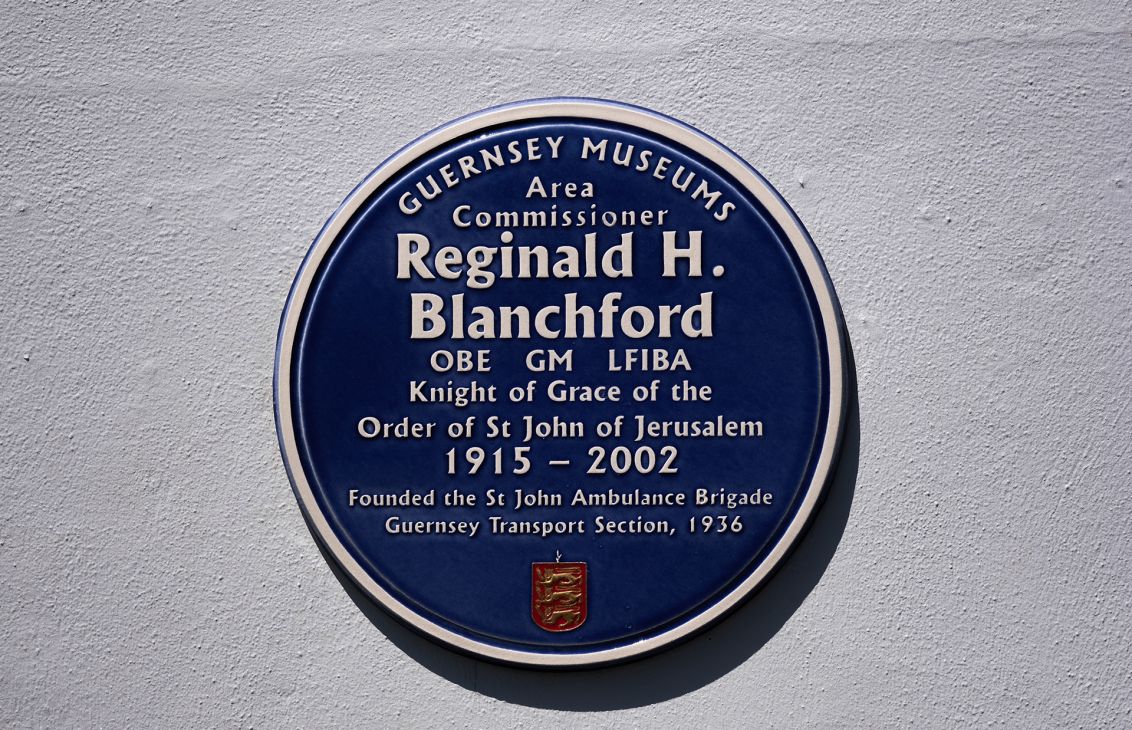 GUERNSEY MUSEUMS
Area
Commissioner
Reginald H.
Blanchford
OBE GM LFIBA
Knight of Grace of the
Order of St John of Jerusalem
1915 – 2002
Founded the St John Ambulance Brigade
Guernsey Transport Section, 1936